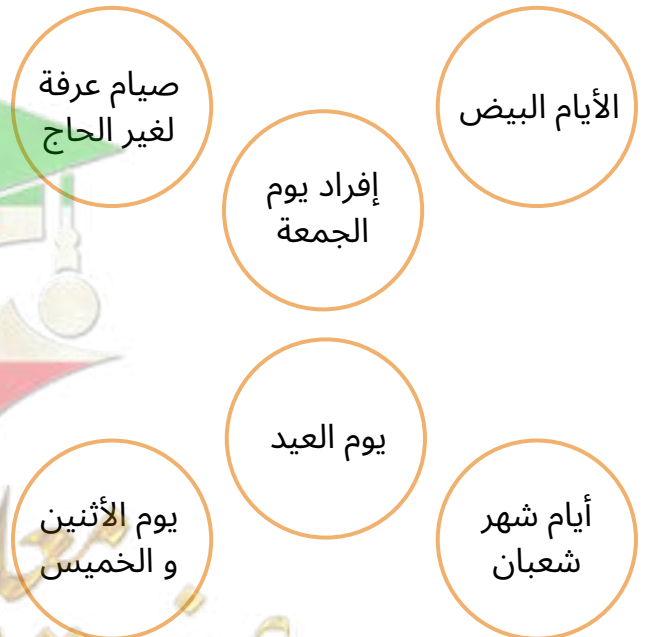 الأيام البيض
صيام عرفة
لغير الحاج
إفراد يوم
الجمعة
يوم العيد
أيام شهر
شعبان
يوم الأثنين
و الخميس